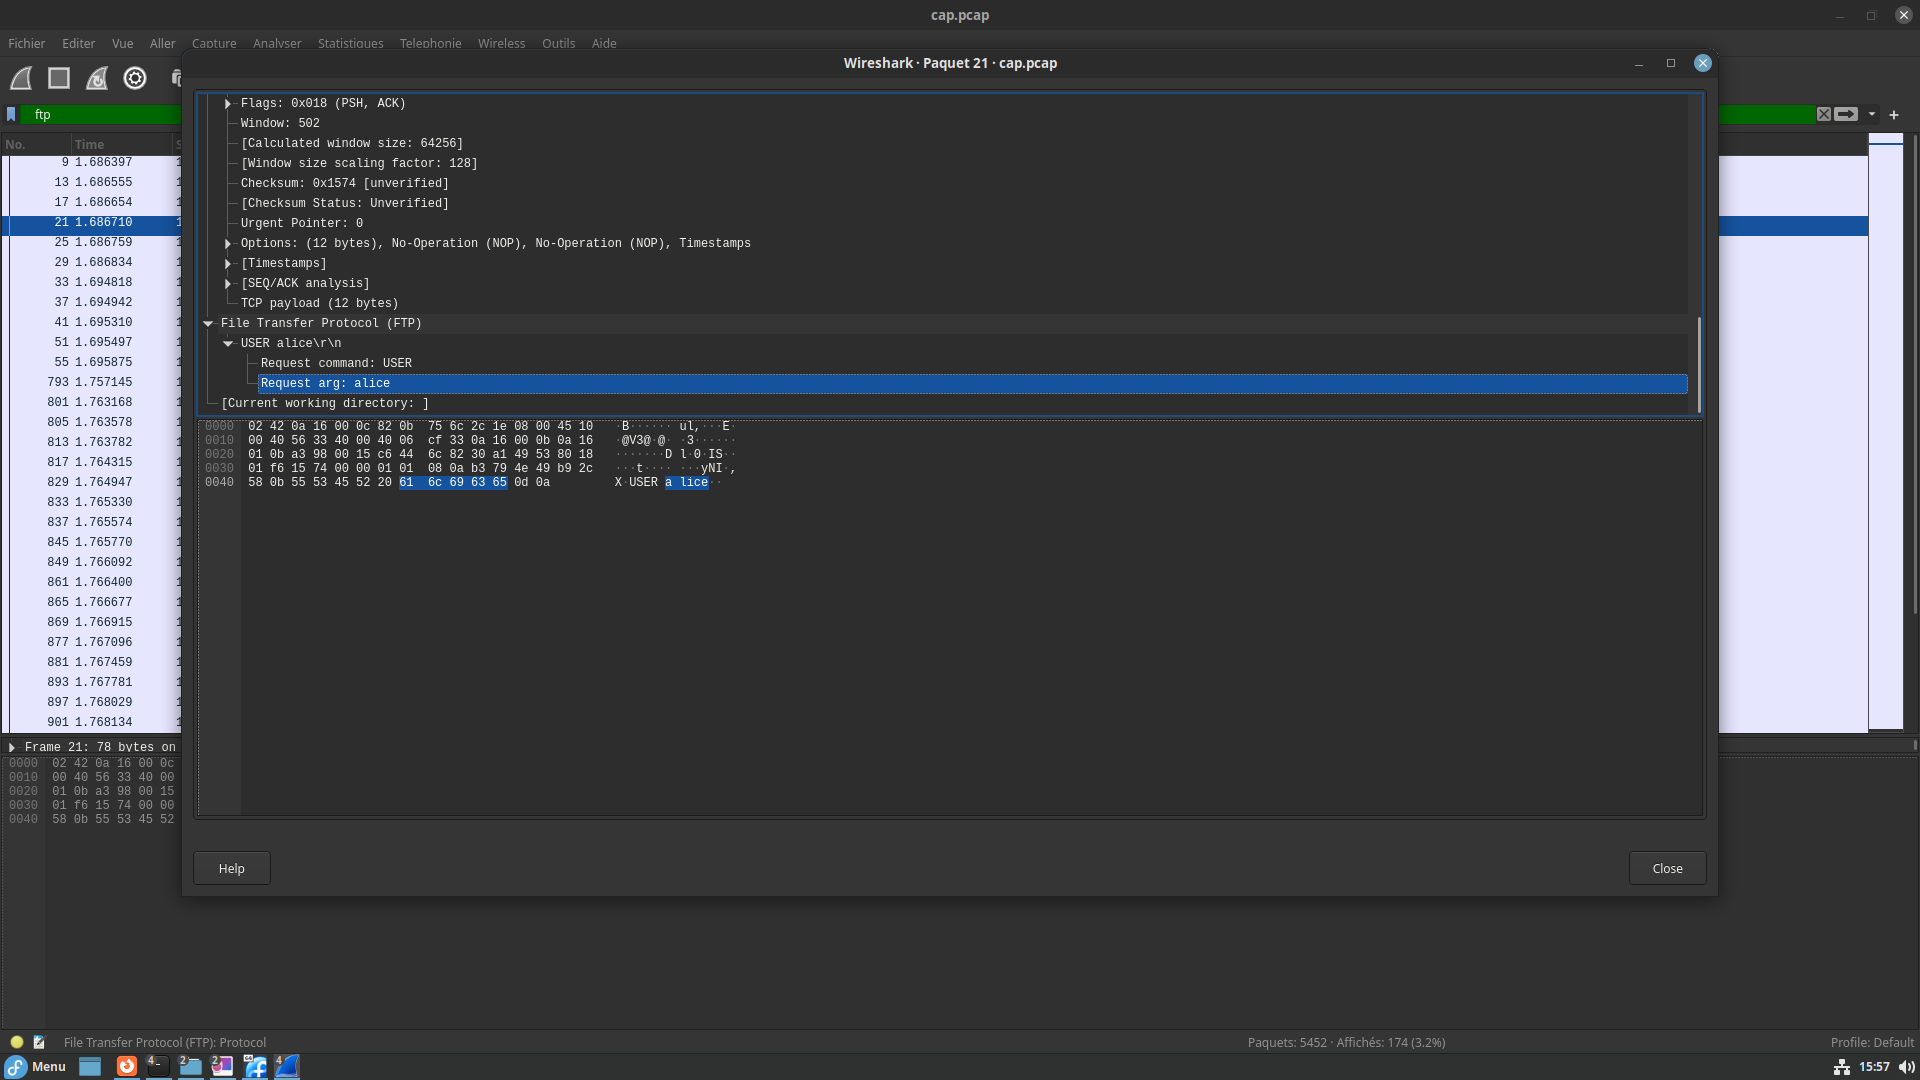 cap.pcap
Fichier Editer Vue Aller Capture Analyser Statistiques Telephonie Wireless Outils Aide
Wireshark · Paquet 21 · cap.pcap
ftp
No. Time
9 1.686397
13 1.686555
17 1.686654
21 1.686710
25 1.686759
29 1.686834
33 1.694818
37 1.694942
41 1.695310
51 1.695497
55 1.695875
793 1.757145
801 1.763168
805 1.763578
813 1.763782
817 1.764315
829 1.764947
833 1.765330
837 1.765574
845 1.765770
849 1.766092
861 1.766400
865 1.766677
869 1.766915
877 1.767096
881 1.767459
893 1.767781
897 1.768029
901 1.768134
Flags: 0x018 (PSH, ACK)
Window: 502
[Calculated window size: 64256]
[Window size scaling factor: 128]
Checksum: 0x1574 [unverified]
[Checksum Status: Unverified]
Urgent Pointer: 0
Options: (12 bytes), No-Operation (NOP), No-Operation (NOP), Timestamps
[Timestamps]
[SEQ/ACK analysis]
TCP payload (12 bytes)
File Transfer Protocol (FTP)
USER alice\r\n
Request command: USER
Request arg: alice
[Current working directory: ]
0000 02 42 0a 16 00 0c 82 0b 75 6c 2c 1e 08 00 45 10 ·B······ ul,···E·
0010 00 40 56 33 40 00 40 06 cf 33 0a 16 00 0b 0a 16 ·@V3@·@· ·3······
0020 01 0b a3 98 00 15 c6 44 6c 82 30 a1 49 53 80 18 ·······D l·0·IS··
0030 01 f6 15 74 00 00 01 01 08 0a b3 79 4e 49 b9 2c ···t···· ···yNI·,
0040 58 0b 55 53 45 52 20 61 6c 69 63 65 0d 0a X·USER a lice··
Help Close
Frame 21: 78 bytes on
0000 02 42 0a 16 00 0c
0010 00 40 56 33 40 00
0020 01 0b a3 98 00 15
0030 01 f6 15 74 00 00
0040 58 0b 55 53 45 52
File Transfer Protocol (FTP): Protocol Paquets: 5452 · Affichés: 174 (3.2%) Profile: Default
Menu 4 2 2 64 4 15:57